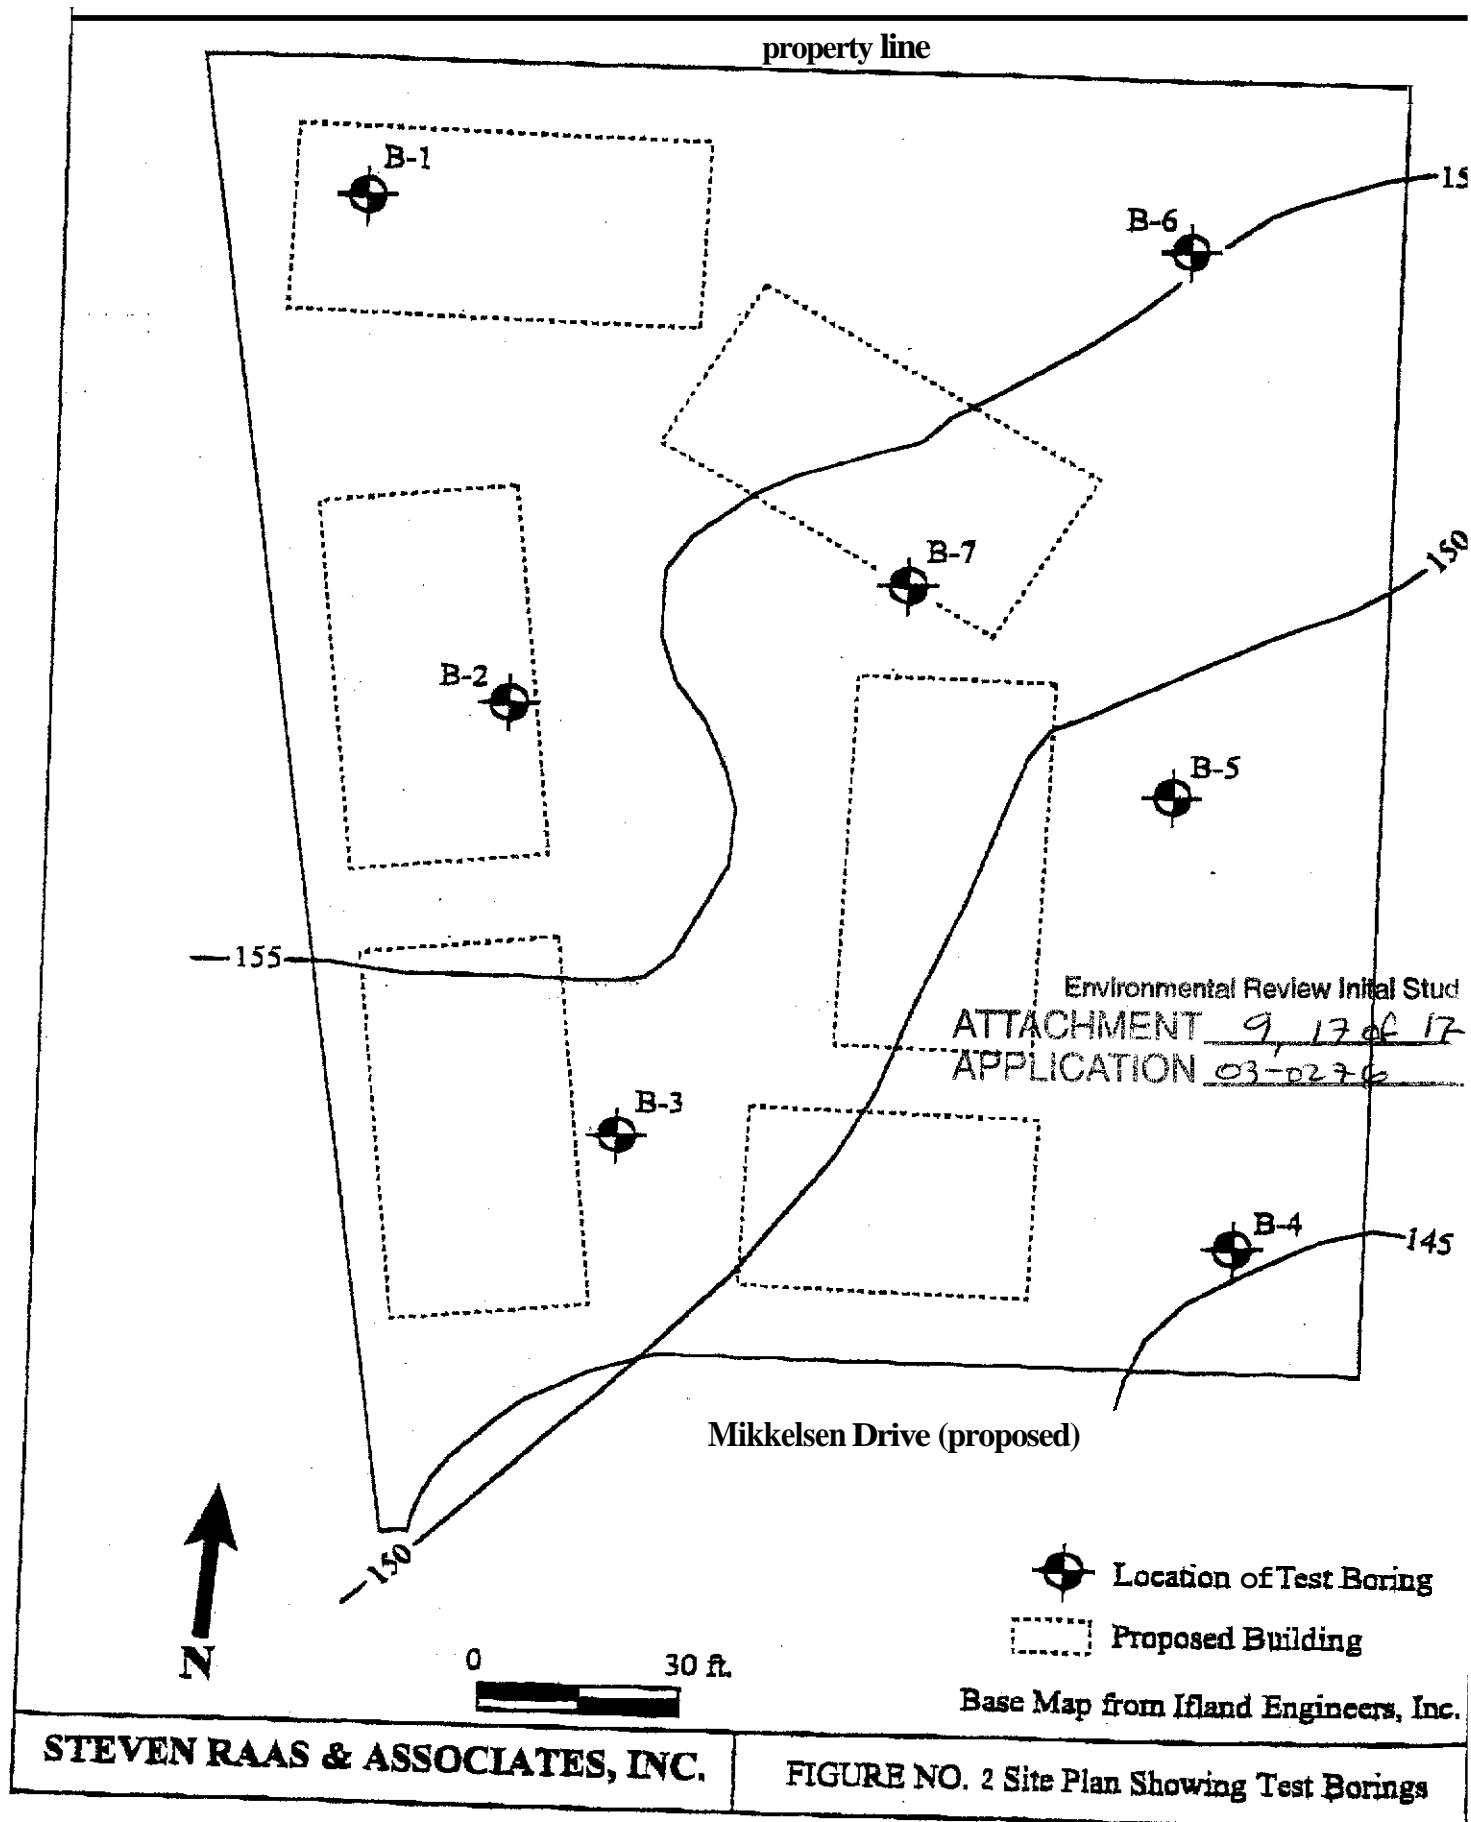 property line
B-1
15
B-6
150
B-7
B-2
B-5
155
Environmental Review Inital Stud
ATTACHMENT 9, 17 of 17
APPLICATION 03-0276
B-3
B-4
145
Mikkelsen Drive (proposed)
150
Location of Test Boring
N
0 30 ft.
Proposed Building
Base Map from Ifland Engineers, Inc.
STEVEN RAAS & ASSOCIATES, INC.
FIGURE NO. 2 Site Plan Showing Test Borings